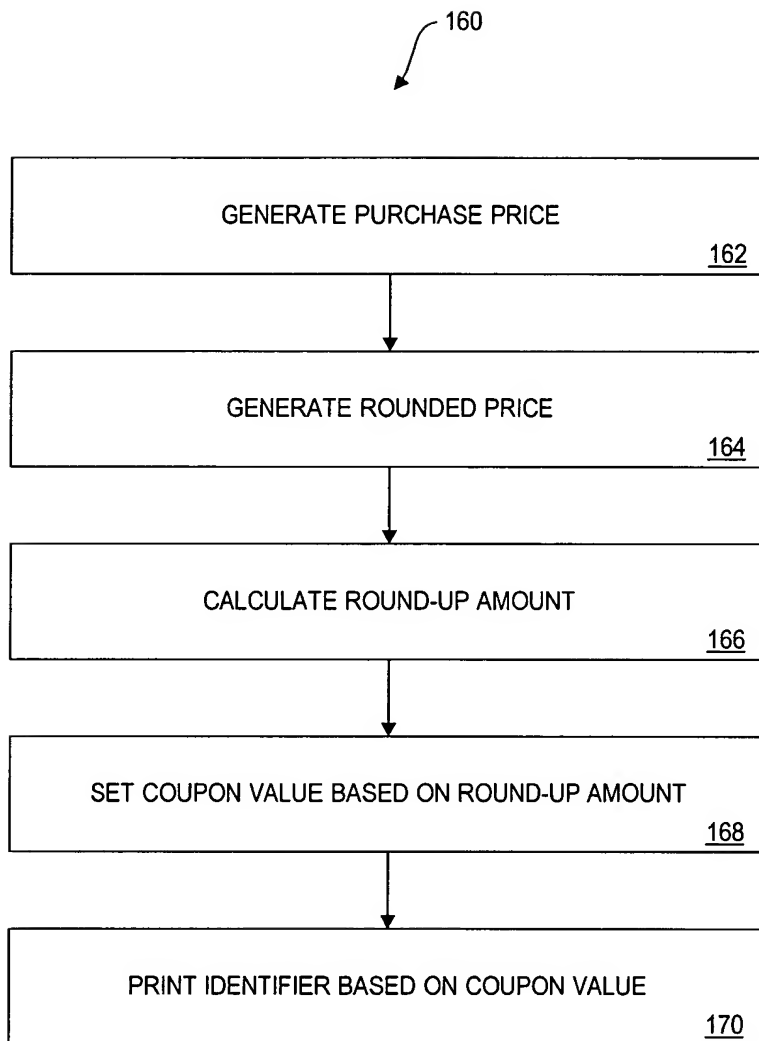 160
GENERATE PURCHASE PRICE
162
GENERATE ROUNDED PRICE
164
CALCULATE ROUND-UP AMOUNT
166
SET COUPON VALUE BASED ON ROUND-UP AMOUNT
168
PRINT IDENTIFIER BASED ON COUPON VALUE
170